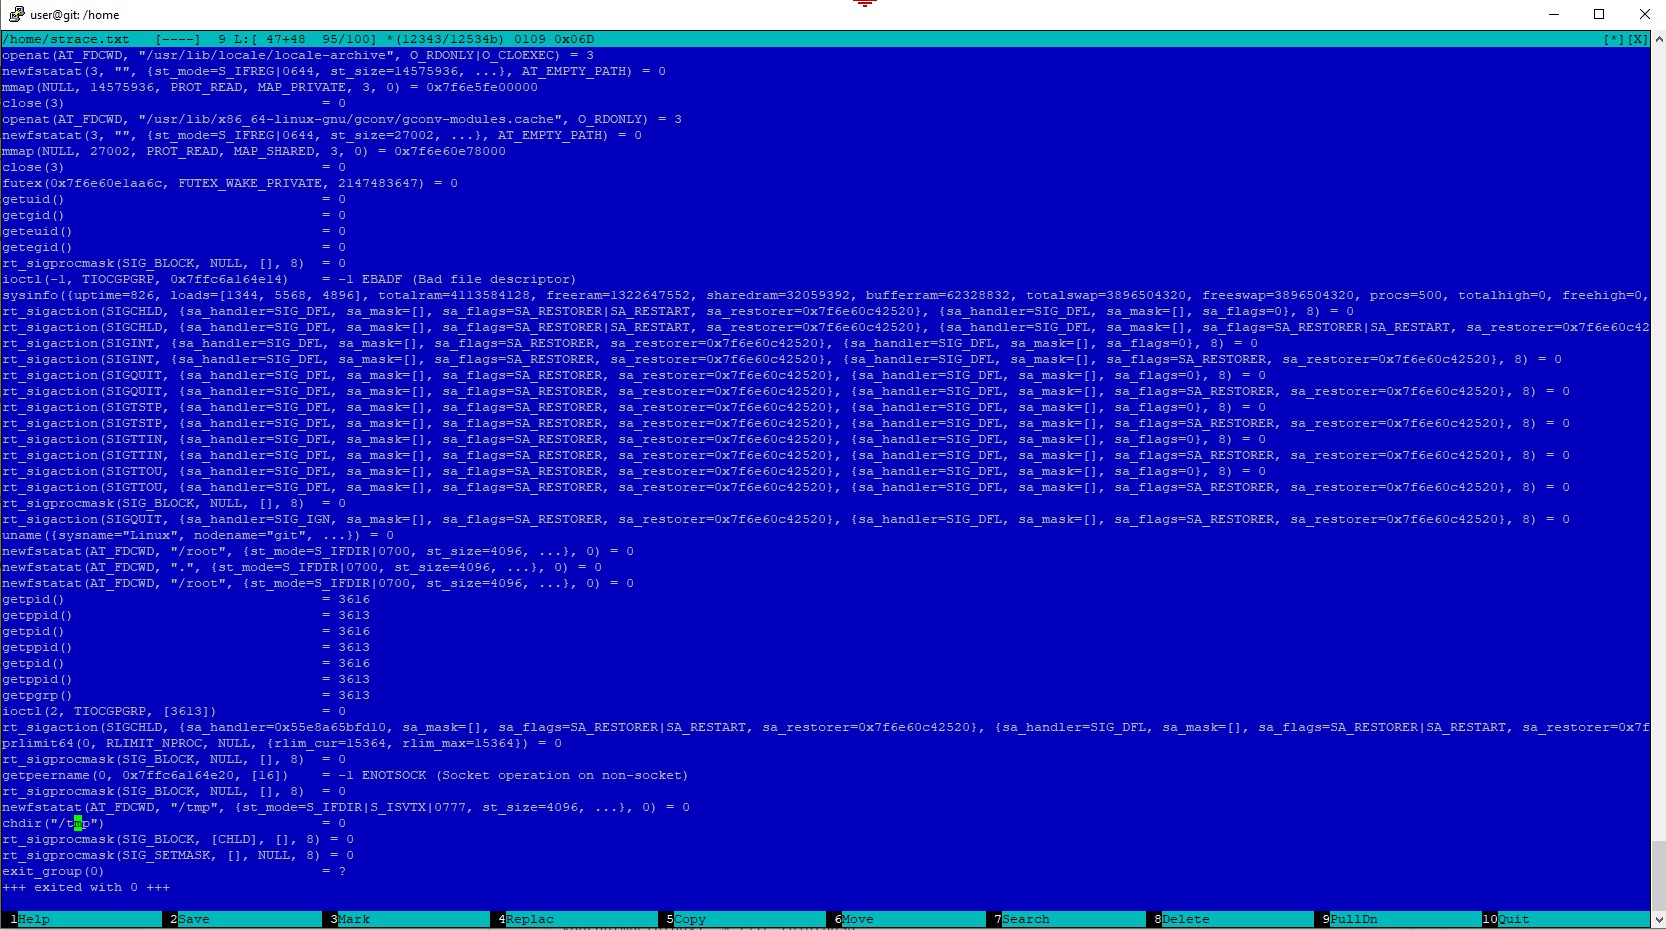 user@git: /home
/home/strace.txt [----] 9 L:[ 47+48 95/100] *(12343/12534b) 0109 0x06D [*][X]
openat(AT_FDCWD, "/usr/lib/locale/locale-archive", O_RDONLY|O_CLOEXEC) = 3
newfstatat(3, "", {st_mode=S_IFREG|0644, st_size=14575936, ...}, AT_EMPTY_PATH) = 0
mmap(NULL, 14575936, PROT_READ, MAP_PRIVATE, 3, 0) = 0x7f6e5fe00000
close(3) = 0
openat(AT_FDCWD, "/usr/lib/x86_64-linux-gnu/gconv/gconv-modules.cache", O_RDONLY) = 3
newfstatat(3, "", {st_mode=S_IFREG|0644, st_size=27002, ...}, AT_EMPTY_PATH) = 0
mmap(NULL, 27002, PROT_READ, MAP_SHARED, 3, 0) = 0x7f6e60e78000
close(3) = 0
futex(0x7f6e60e1aa6c, FUTEX_WAKE_PRIVATE, 2147483647) = 0
getuid() = 0
getgid() = 0
geteuid() = 0
getegid() = 0
rt_sigprocmask(SIG_BLOCK, NULL, [], 8) = 0
ioctl(-1, TIOCGPGRP, 0x7ffc6a164e14) = -1 EBADF (Bad file descriptor)
sysinfo({uptime=826, loads=[1344, 5568, 4896], totalram=4113584128, freeram=1322647552, sharedram=32059392, bufferram=62328832, totalswap=3896504320, freeswap=3896504320, procs=500, totalhigh=0, freehigh=0,
rt_sigaction(SIGCHLD, {sa_handler=SIG_DFL, sa_mask=[], sa_flags=SA_RESTORER|SA_RESTART, sa_restorer=0x7f6e60c42520}, {sa_handler=SIG_DFL, sa_mask=[], sa_flags=0}, 8) = 0
rt_sigaction(SIGCHLD, {sa_handler=SIG_DFL, sa_mask=[], sa_flags=SA_RESTORER|SA_RESTART, sa_restorer=0x7f6e60c42520}, {sa_handler=SIG_DFL, sa_mask=[], sa_flags=SA_RESTORER|SA_RESTART, sa_restorer=0x7f6e60c42
rt_sigaction(SIGINT, {sa_handler=SIG_DFL, sa_mask=[], sa_flags=SA_RESTORER, sa_restorer=0x7f6e60c42520}, {sa_handler=SIG_DFL, sa_mask=[], sa_flags=0}, 8) = 0
rt_sigaction(SIGINT, {sa_handler=SIG_DFL, sa_mask=[], sa_flags=SA_RESTORER, sa_restorer=0x7f6e60c42520}, {sa_handler=SIG_DFL, sa_mask=[], sa_flags=SA_RESTORER, sa_restorer=0x7f6e60c42520}, 8) = 0
rt_sigaction(SIGQUIT, {sa_handler=SIG_DFL, sa_mask=[], sa_flags=SA_RESTORER, sa_restorer=0x7f6e60c42520}, {sa_handler=SIG_DFL, sa_mask=[], sa_flags=0}, 8) = 0
rt_sigaction(SIGQUIT, {sa_handler=SIG_DFL, sa_mask=[], sa_flags=SA_RESTORER, sa_restorer=0x7f6e60c42520}, {sa_handler=SIG_DFL, sa_mask=[], sa_flags=SA_RESTORER, sa_restorer=0x7f6e60c42520}, 8) = 0
rt_sigaction(SIGTSTP, {sa_handler=SIG_DFL, sa_mask=[], sa_flags=SA_RESTORER, sa_restorer=0x7f6e60c42520}, {sa_handler=SIG_DFL, sa_mask=[], sa_flags=0}, 8) = 0
rt_sigaction(SIGTSTP, {sa_handler=SIG_DFL, sa_mask=[], sa_flags=SA_RESTORER, sa_restorer=0x7f6e60c42520}, {sa_handler=SIG_DFL, sa_mask=[], sa_flags=SA_RESTORER, sa_restorer=0x7f6e60c42520}, 8) = 0
rt_sigaction(SIGTTIN, {sa_handler=SIG_DFL, sa_mask=[], sa_flags=SA_RESTORER, sa_restorer=0x7f6e60c42520}, {sa_handler=SIG_DFL, sa_mask=[], sa_flags=0}, 8) = 0
rt_sigaction(SIGTTIN, {sa_handler=SIG_DFL, sa_mask=[], sa_flags=SA_RESTORER, sa_restorer=0x7f6e60c42520}, {sa_handler=SIG_DFL, sa_mask=[], sa_flags=SA_RESTORER, sa_restorer=0x7f6e60c42520}, 8) = 0
rt_sigaction(SIGTTOU, {sa_handler=SIG_DFL, sa_mask=[], sa_flags=SA_RESTORER, sa_restorer=0x7f6e60c42520}, {sa_handler=SIG_DFL, sa_mask=[], sa_flags=0}, 8) = 0
rt_sigaction(SIGTTOU, {sa_handler=SIG_DFL, sa_mask=[], sa_flags=SA_RESTORER, sa_restorer=0x7f6e60c42520}, {sa_handler=SIG_DFL, sa_mask=[], sa_flags=SA_RESTORER, sa_restorer=0x7f6e60c42520}, 8) = 0
rt_sigprocmask(SIG_BLOCK, NULL, [], 8) = 0
rt_sigaction(SIGQUIT, {sa_handler=SIG_IGN, sa_mask=[], sa_flags=SA_RESTORER, sa_restorer=0x7f6e60c42520}, {sa_handler=SIG_DFL, sa_mask=[], sa_flags=SA_RESTORER, sa_restorer=0x7f6e60c42520}, 8) = 0
uname({sysname="Linux", nodename="git", ...}) = 0
newfstatat(AT_FDCWD, "/root", {st_mode=S_IFDIR|0700, st_size=4096, ...}, 0) = 0
newfstatat(AT_FDCWD, ".", {st_mode=S_IFDIR|0700, st_size=4096, ...}, 0) = 0
newfstatat(AT_FDCWD, "/root", {st_mode=S_IFDIR|0700, st_size=4096, ...}, 0) = 0
getpid() = 3616
getppid() = 3613
getpid() = 3616
getppid() = 3613
getpid() = 3616
getppid() = 3613
getpgrp() = 3613
ioctl(2, TIOCGPGRP, [3613]) = 0
rt_sigaction(SIGCHLD, {sa_handler=0x55e8a65bfd10, sa_mask=[], sa_flags=SA_RESTORER|SA_RESTART, sa_restorer=0x7f6e60c42520}, {sa_handler=SIG_DFL, sa_mask=[], sa_flags=SA_RESTORER|SA_RESTART, sa_restorer=0x7f
prlimit64(0, RLIMIT_NPROC, NULL, {rlim_cur=15364, rlim_max=15364}) = 0
rt_sigprocmask(SIG_BLOCK, NULL, [], 8) = 0
getpeername(0, 0x7ffc6a164e20, [16]) = -1 ENOTSOCK (Socket operation on non-socket)
rt_sigprocmask(SIG_BLOCK, NULL, [], 8) = 0
newfstatat(AT_FDCWD, "/tmp", {st_mode=S_IFDIR|S_ISVTX|0777, st_size=4096, ...}, 0) = 0
chdir("/tmp") = 0
rt_sigprocmask(SIG_BLOCK, [CHLD], [], 8) = 0
rt_sigprocmask(SIG_SETMASK, [], NULL, 8) = 0
exit_group(0) = ?
+++ exited with 0 +++
1Help 2Save 3Mark 4Replac 5Copy 6Move 7Search 8Delete 9PullDn 10Quit